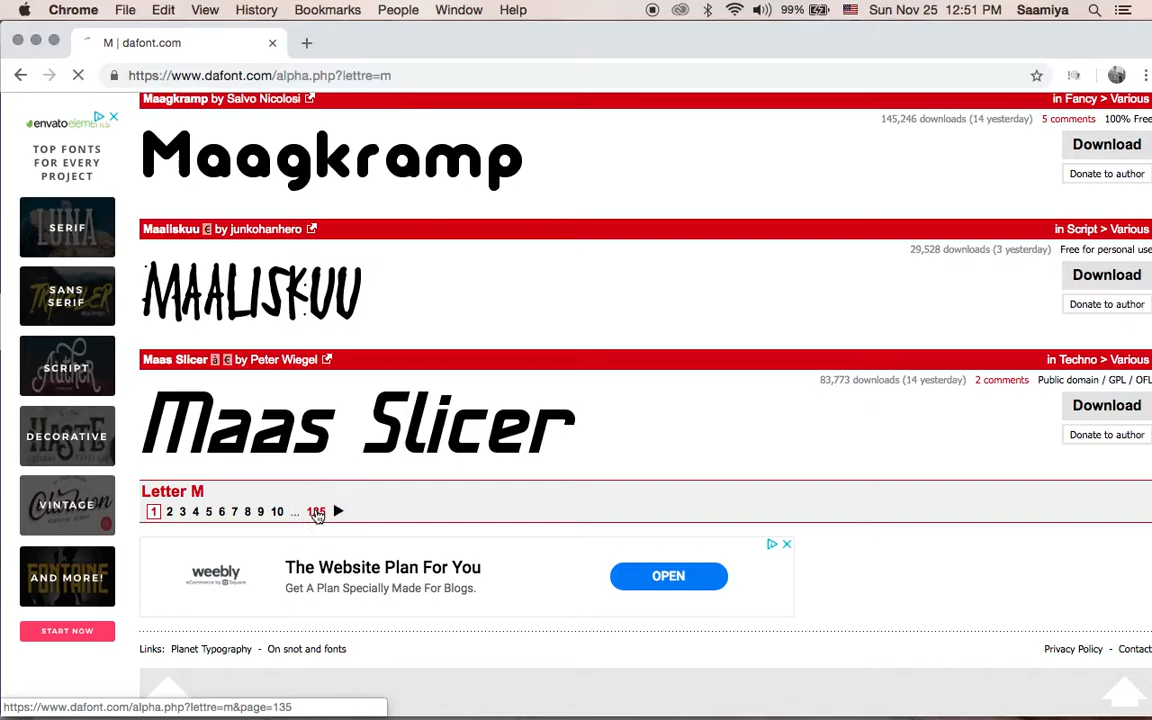 Chrome File Edit View History Bookmarks People Window Help 99% Sun Nov 25 12:51 PM Saamiya
M | dafont.com
https://www.dafont.com/alpha.php?lettre=m
envato elements
TOP FONTS
FOR EVERY
PROJECT
SERIF
SANS
SERIF
SCRIPT
DECORATIVE
VINTAGE
AND MORE!
START NOW
Maagkramp by Salvo Nicolosi in Fancy > Various
145,246 downloads (14 yesterday) 5 comments 100% Free
Maagkramp
Download
Donate to author
Maaliskuu € by junkohanhero in Script > Various
29,528 downloads (3 yesterday) Free for personal use
MAALISKUU
Download
Donate to author
Maas Slicer à € by Peter Wiegel in Techno > Various
83,773 downloads (14 yesterday) 2 comments Public domain / GPL / OFL
Maas Slicer
Download
Donate to author
Letter M
1 2 3 4 5 6 7 8 9 10 ... 135
weebly
The Website Plan For You
Get A Plan Specially Made For Blogs.
OPEN
Links: Planet Typography - On snot and fonts
Privacy Policy - Contact
https://www.dafont.com/alpha.php?lettre=m&page=135